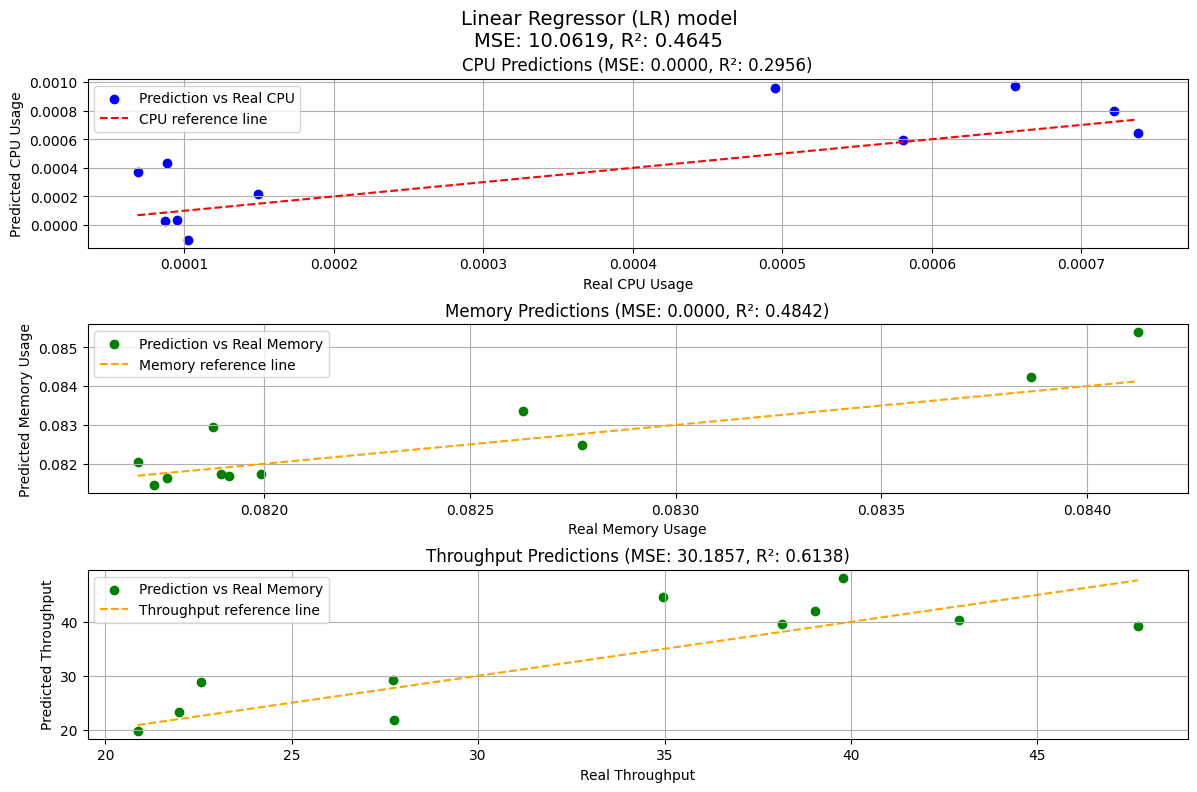 Linear Regressor (LR) model
MSE: 10.0619, R²: 0.4645
CPU Predictions (MSE: 0.0000, R²: 0.2956)
Predicted CPU Usage
0.0010
0.0008
0.0006
0.0004
0.0002
0.0000
Prediction vs Real CPU
CPU reference line
0.0001 0.0002 0.0003 0.0004 0.0005 0.0006 0.0007
Real CPU Usage
Memory Predictions (MSE: 0.0000, R²: 0.4842)
Predicted Memory Usage
0.085
0.084
0.083
0.082
Prediction vs Real Memory
Memory reference line
0.0820 0.0825 0.0830 0.0835 0.0840
Real Memory Usage
Throughput Predictions (MSE: 30.1857, R²: 0.6138)
Predicted Throughput
40
30
20
Prediction vs Real Memory
Throughput reference line
20 25 30 35 40 45
Real Throughput